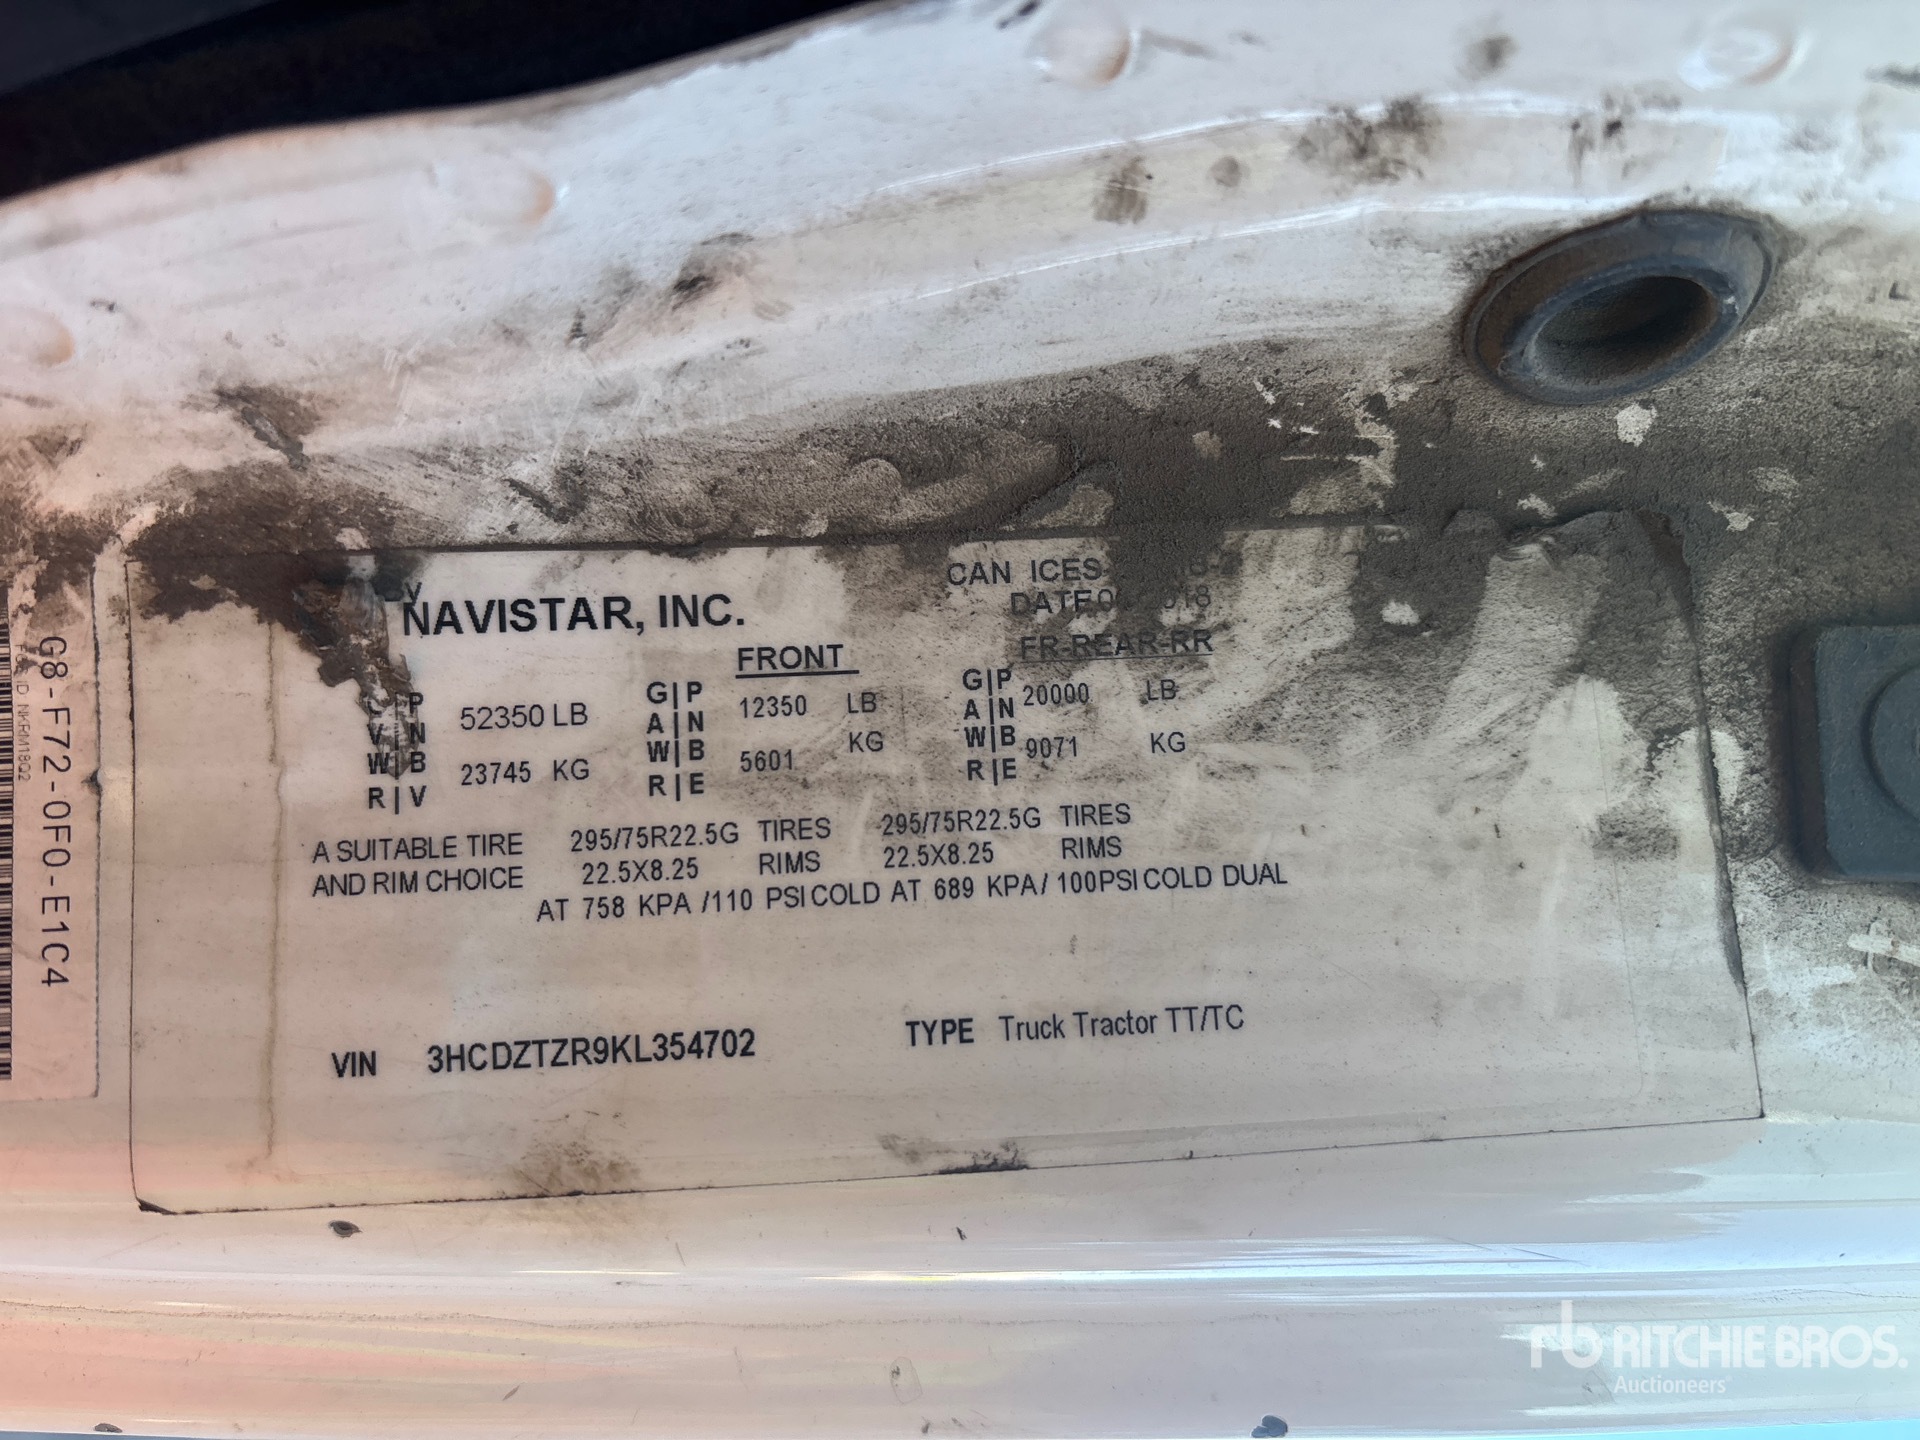 CAN ICES
NAVISTAR, INC.
DATE
FRONT
FR-REAR-RR
G|P
A|N
W|B
R|V
52350 LB
23745 KG
G|P
A|N
W|B
R|E
12350 LB
5601 KG
G|P
A|N
W|B
R|E
20000 LB
9071 KG
A SUITABLE TIRE 295/75R22.5G TIRES 295/75R22.5G TIRES
AND RIM CHOICE 22.5X8.25 RIMS 22.5X8.25 RIMS
AT 758 KPA /110 PSI COLD AT 689 KPA/ 100PSI COLD DUAL
VIN 3HCDZTZR9KL354702 TYPE Truck Tractor TT/TC
G8-F72-0F0-E1C4
rb RITCHIE BROS.
Auctioneers